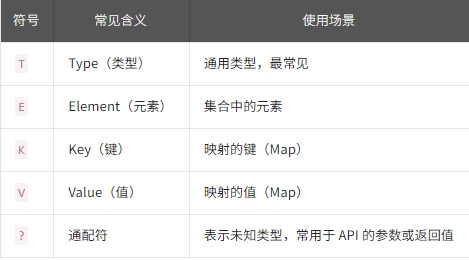 符号 常见含义 使用场景
T Type（类型） 通用类型，最常见
E Element（元素） 集合中的元素
K Key（键） 映射的键（Map）
V Value（值） 映射的值（Map）
? 通配符 表示未知类型，常用于 API 的参数或返回值